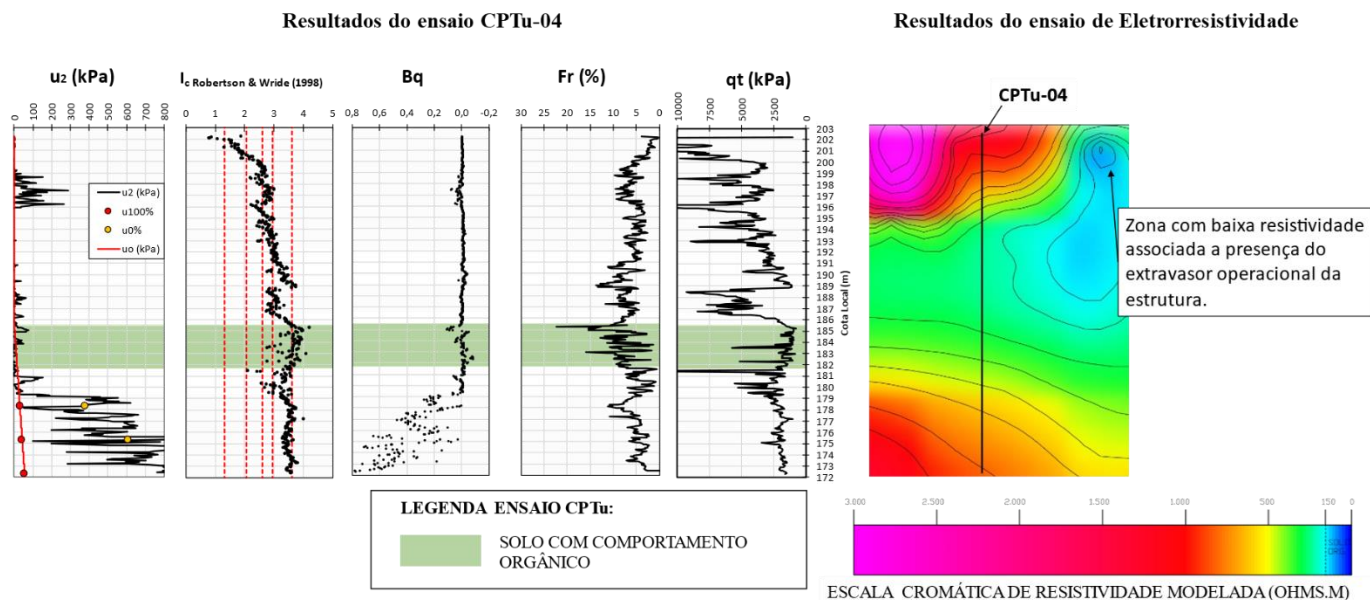 Resultados do ensaio CPTu-04
Resultados do ensaio de Eletrorresistividade
u2 (kPa)
Ic Robertson & Wride (1998)
Bq
Fr (%)
qt (kPa)
0 100 200 300 400 500 600 700 800
0 1 2 3 4 5
0,8 0,6 0,4 0,2 0,0 -0,2
20 15 10 5 0
10000 7500 5000 2500 0
CPTu-04
203
202
201
200
199
198
197
196
195
194
193
192
191
190
189
188
187
186
185
184
183
182
181
180
179
178
177
176
175
174
173
172
Cota Local (m)
u2 (kPa)
u100%
u0%
uo (kPa)
Zona com baixa resistividade
associada a presença do
extravasor operacional da
estrutura.
LEGENDA ENSAIO CPTu:
SOLO COM COMPORTAMENTO
ORGÂNICO
3.000 2.500 2.000 1.500 1.000 500 150 0
ESCALA CROMÁTICA DE RESISTIVIDADE MODELADA (OHMS.M)